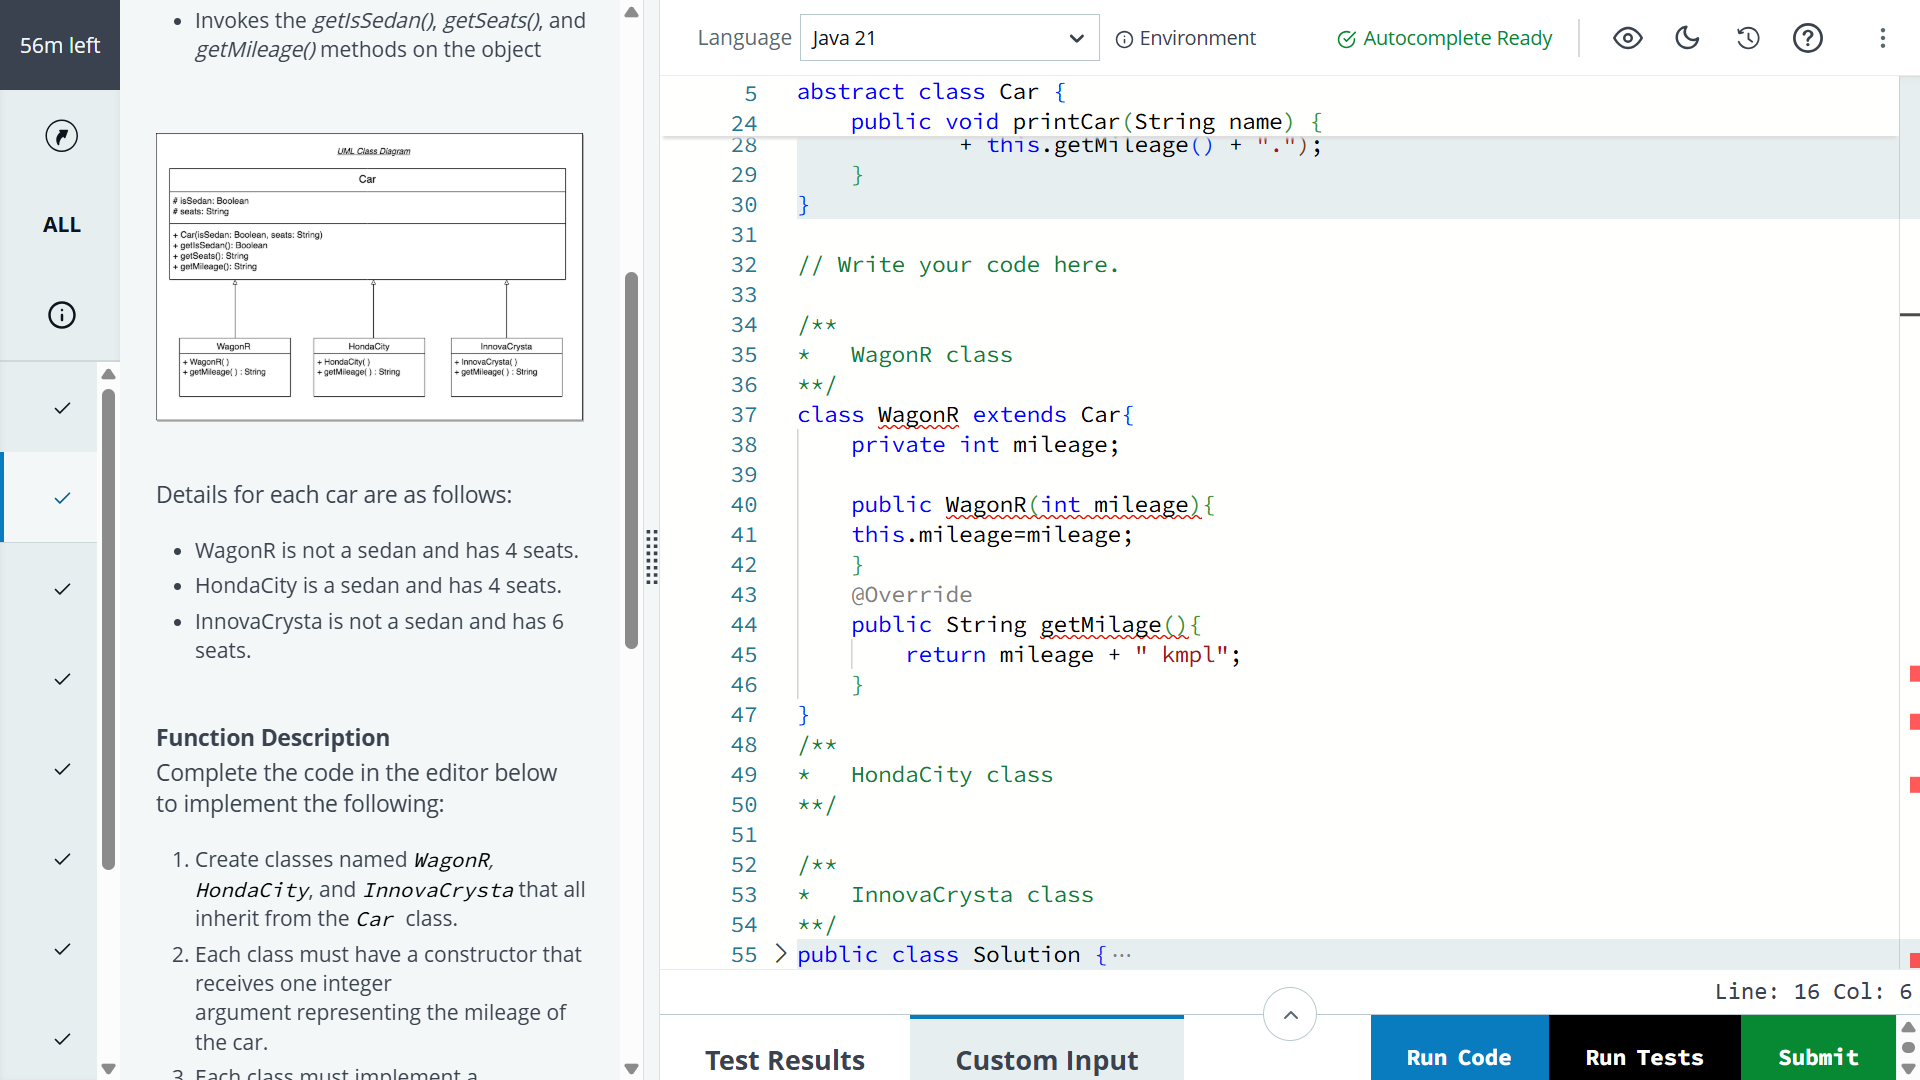 56m left
ALL
• Invokes the getIsSedan(), getSeats(), and
getMileage() methods on the object
UML Class Diagram
Car
# isSedan: Boolean
# seats: String
+ Car(isSedan: Boolean, seats: String)
+ getIsSedan(): Boolean
+ getSeats(): String
+ getMileage(): String
WagonR
+ WagonR( )
+ getMileage( ) : String
HondaCity
+ HondaCity( )
+ getMileage( ) : String
InnovaCrysta
+ InnovaCrysta( )
+ getMileage( ) : String
Details for each car are as follows:
• WagonR is not a sedan and has 4 seats.
• HondaCity is a sedan and has 4 seats.
• InnovaCrysta is not a sedan and has 6
seats.
Function Description
Complete the code in the editor below
to implement the following:
1. Create classes named WagonR,
HondaCity, and InnovaCrysta that all
inherit from the Car class.
2. Each class must have a constructor that
receives one integer
argument representing the mileage of
the car.
3. Each class must implement a
Language Java 21 Environment Autocomplete Ready
5 abstract class Car {
24 public void printCar(String name) {
28 + this.getMileage() + ".");
29 }
30 }
31
32 // Write your code here.
33
34 /**
35 * WagonR class
36 **/
37 class WagonR extends Car{
38 private int mileage;
39
40 public WagonR(int mileage){
41 this.mileage=mileage;
42 }
43 @Override
44 public String getMilage(){
45 return mileage + " kmpl";
46 }
47 }
48 /**
49 * HondaCity class
50 **/
51
52 /**
53 * InnovaCrysta class
54 **/
55 public class Solution { ···
Line: 16 Col: 6
Test Results
Custom Input
Run Code
Run Tests
Submit